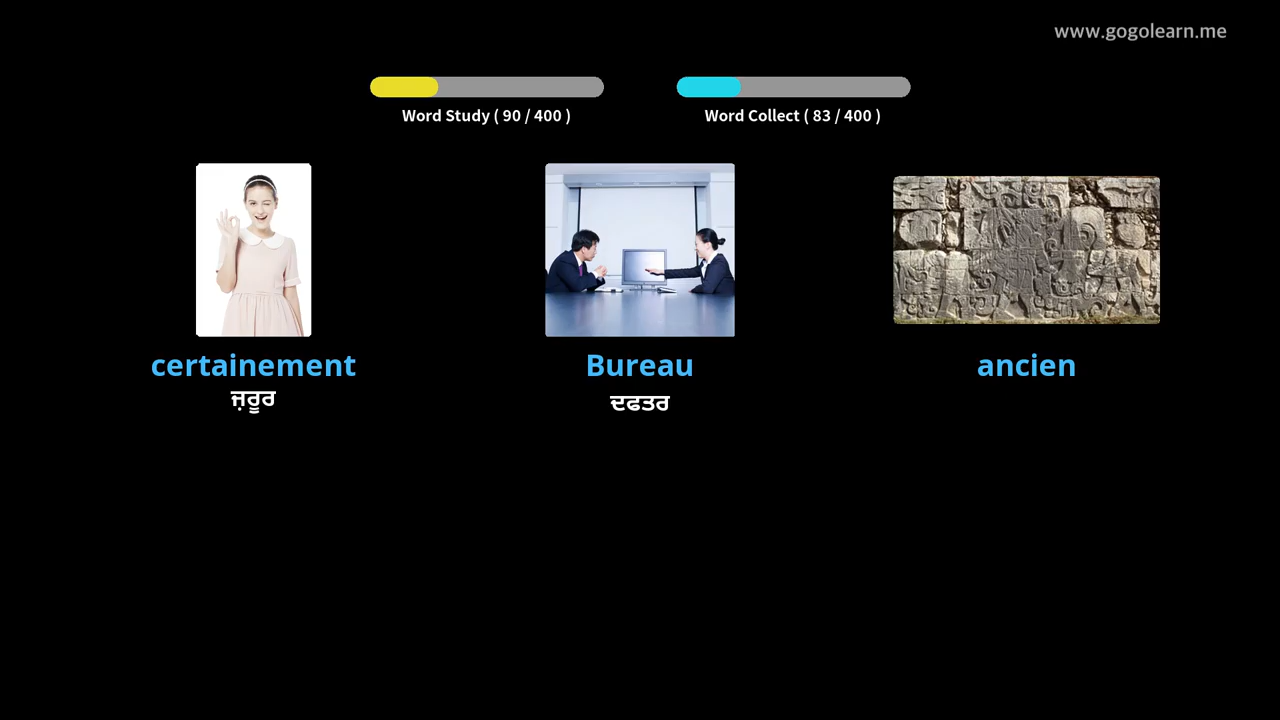 www.gogolearn.me
Word Study ( 90 / 400 )
Word Collect ( 83 / 400 )
certainement
ਜ਼ਰੂਰ
Bureau
ਦਫਤਰ
ancien